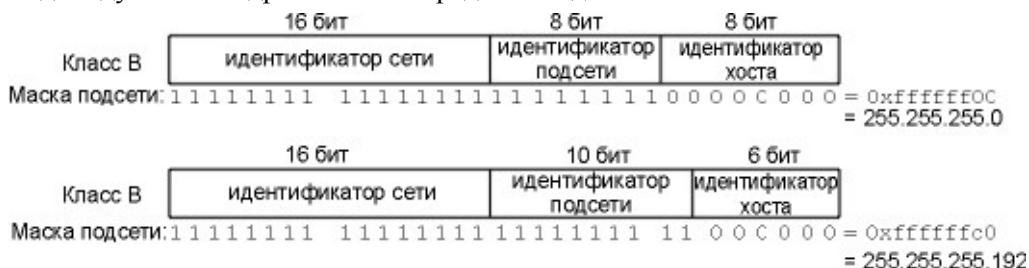 16 бит 8 бит 8 бит
Класс B идентификатор сети идентификатор подсети идентификатор хоста
Маска подсети: 1 1 1 1 1 1 1 1 1 1 1 1 1 1 1 1 1 1 1 1 1 1 1 1 0 0 0 0 C 0 0 0 = 0xffffff0C
= 255.255.255.0
16 бит 10 бит 6 бит
Класс B идентификатор сети идентификатор подсети идентификатор хоста
Маска подсети: 1 1 1 1 1 1 1 1 1 1 1 1 1 1 1 1 1 1 1 1 1 1 1 1 1 1 0 0 C 0 0 0 = 0xffffffc0
= 255.255.255.192